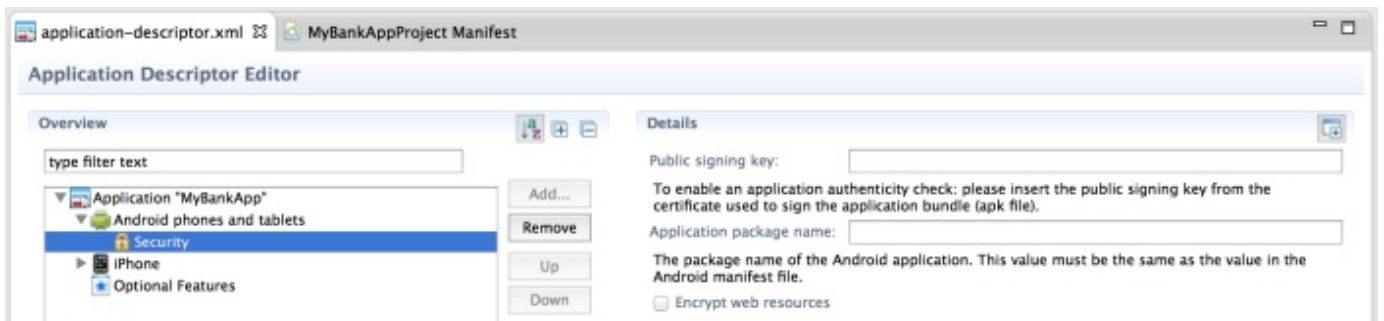 application-descriptor.xml
MyBankAppProject Manifest
Application Descriptor Editor
Overview
type filter text
Application "MyBankApp"
Android phones and tablets
Security
iPhone
Optional Features
Add...
Remove
Up
Down
Details
Public signing key:
To enable an application authenticity check: please insert the public signing key from the
certificate used to sign the application bundle (apk file).
Application package name:
The package name of the Android application. This value must be the same as the value in the
Android manifest file.
Encrypt web resources